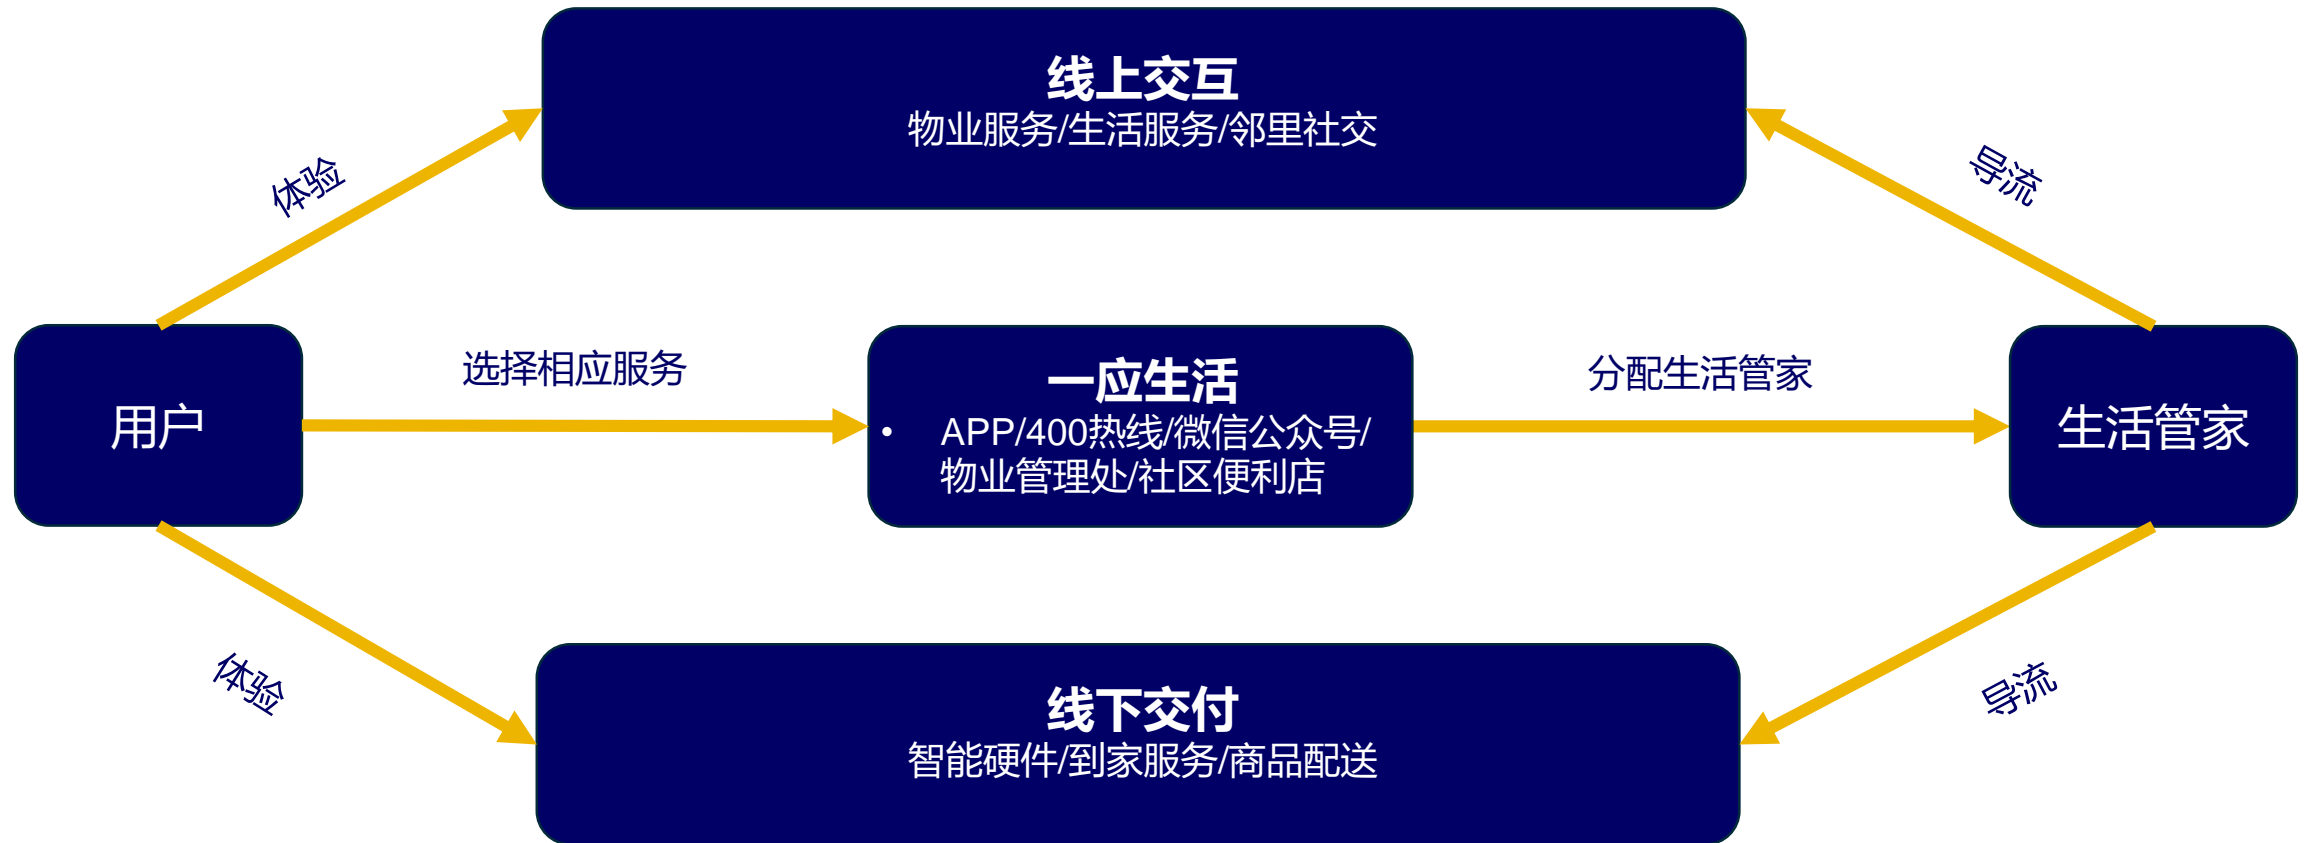 线上交互
物业服务/生活服务/邻里社交
体验
导流
选择相应服务
分配生活管家
用户
一应生活
• APP/400热线/微信公众号/
物业管理处/社区便利店
生活管家
体验
导流
线下交付
智能硬件/到家服务/商品配送